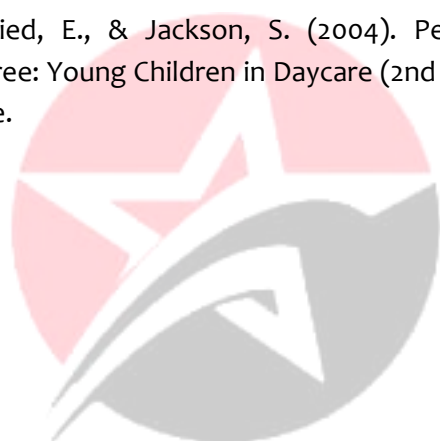 ied, E., & Jackson, S. (2004). Pe
ree: Young Children in Daycare (2nd
e.